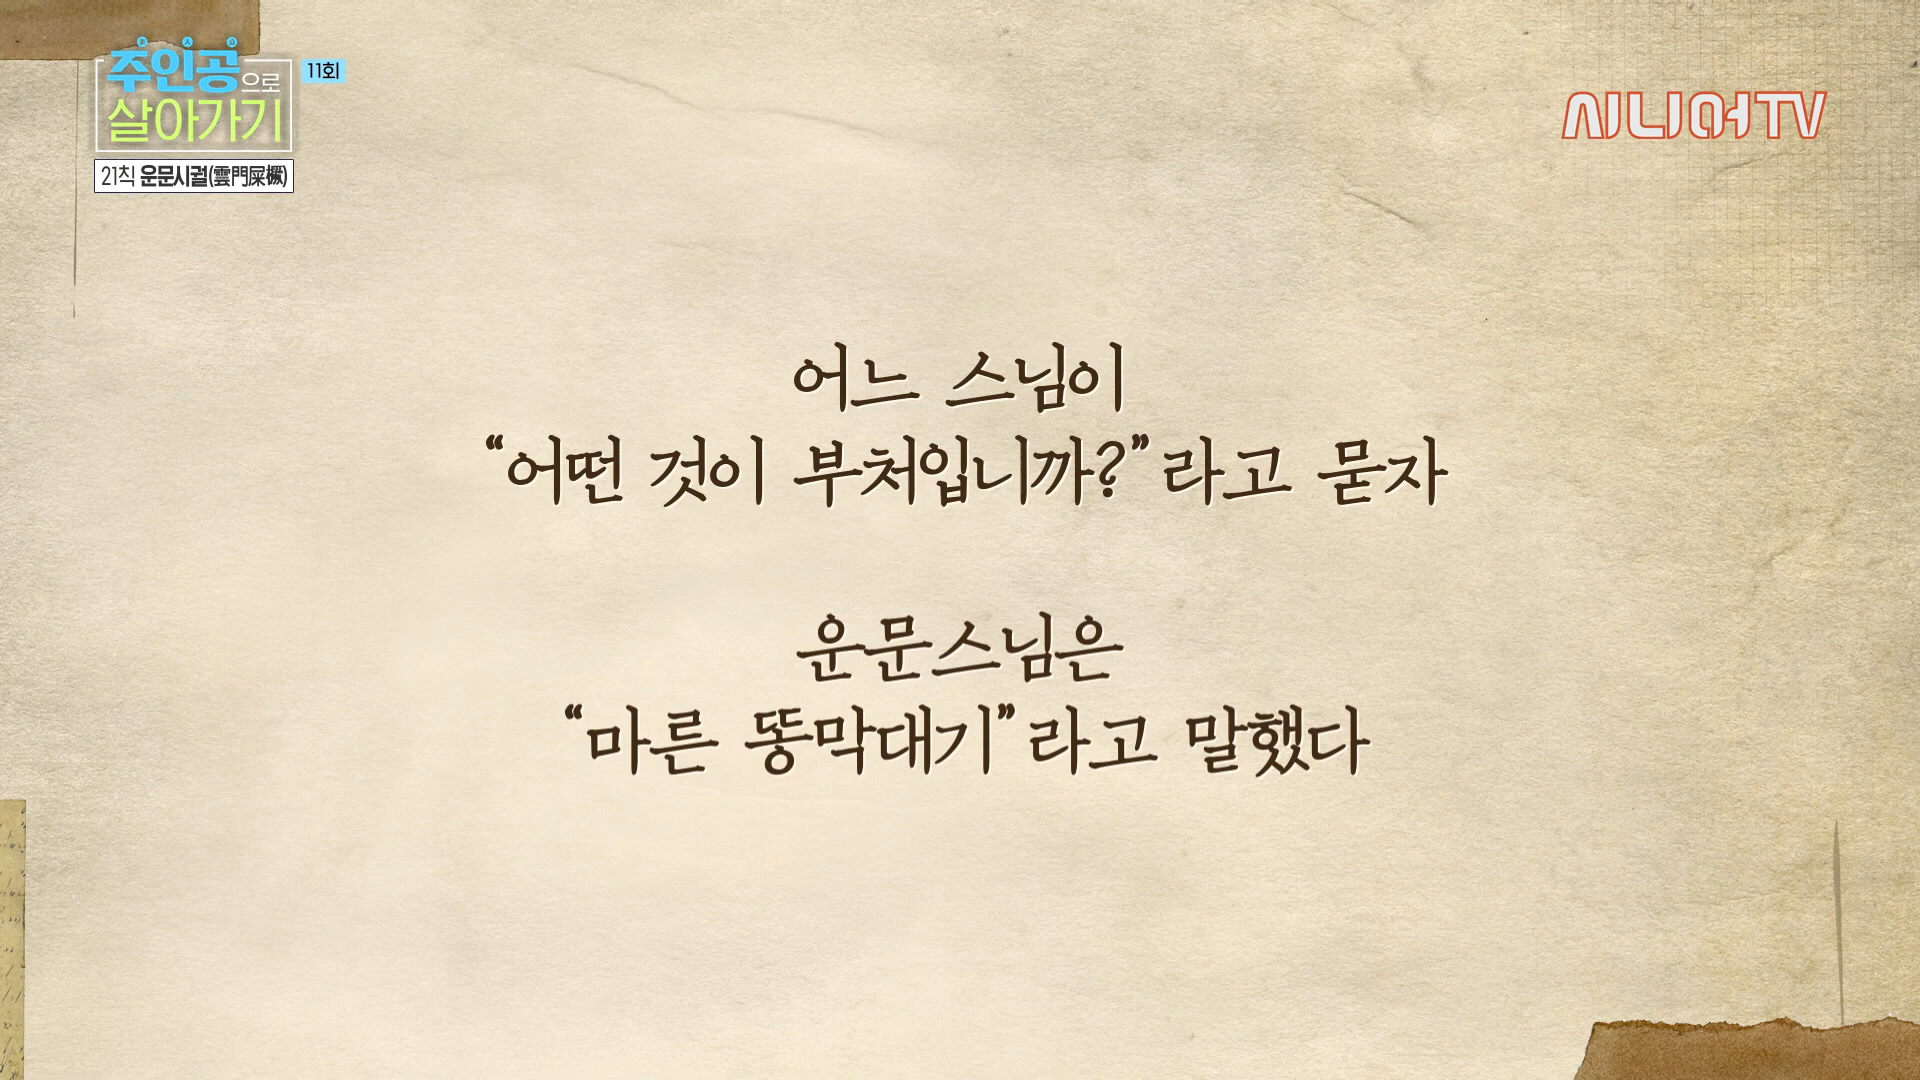 주인공으로
살아가기
11회
21칙 운문시궐(雲門屎橛)
시니어TV
어느 스님이
“어떤 것이 부처입니까?”라고 묻자
운문스님은
“마른 똥막대기”라고 말했다